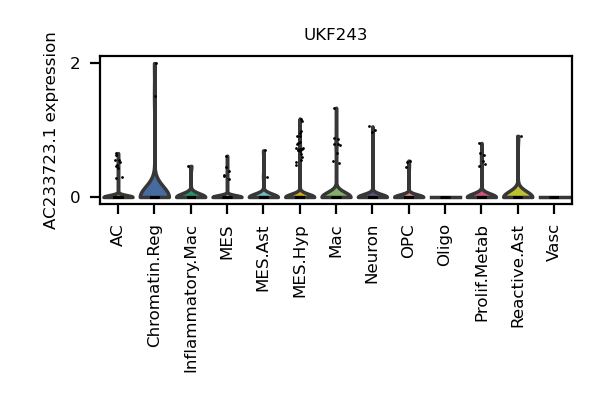 UKF243
AC233723.1 expression
2
0
AC
Chromatin.Reg
Inflammatory.Mac
MES
MES.Ast
MES.Hyp
Mac
Neuron
OPC
Oligo
Prolif.Metab
Reactive.Ast
Vasc